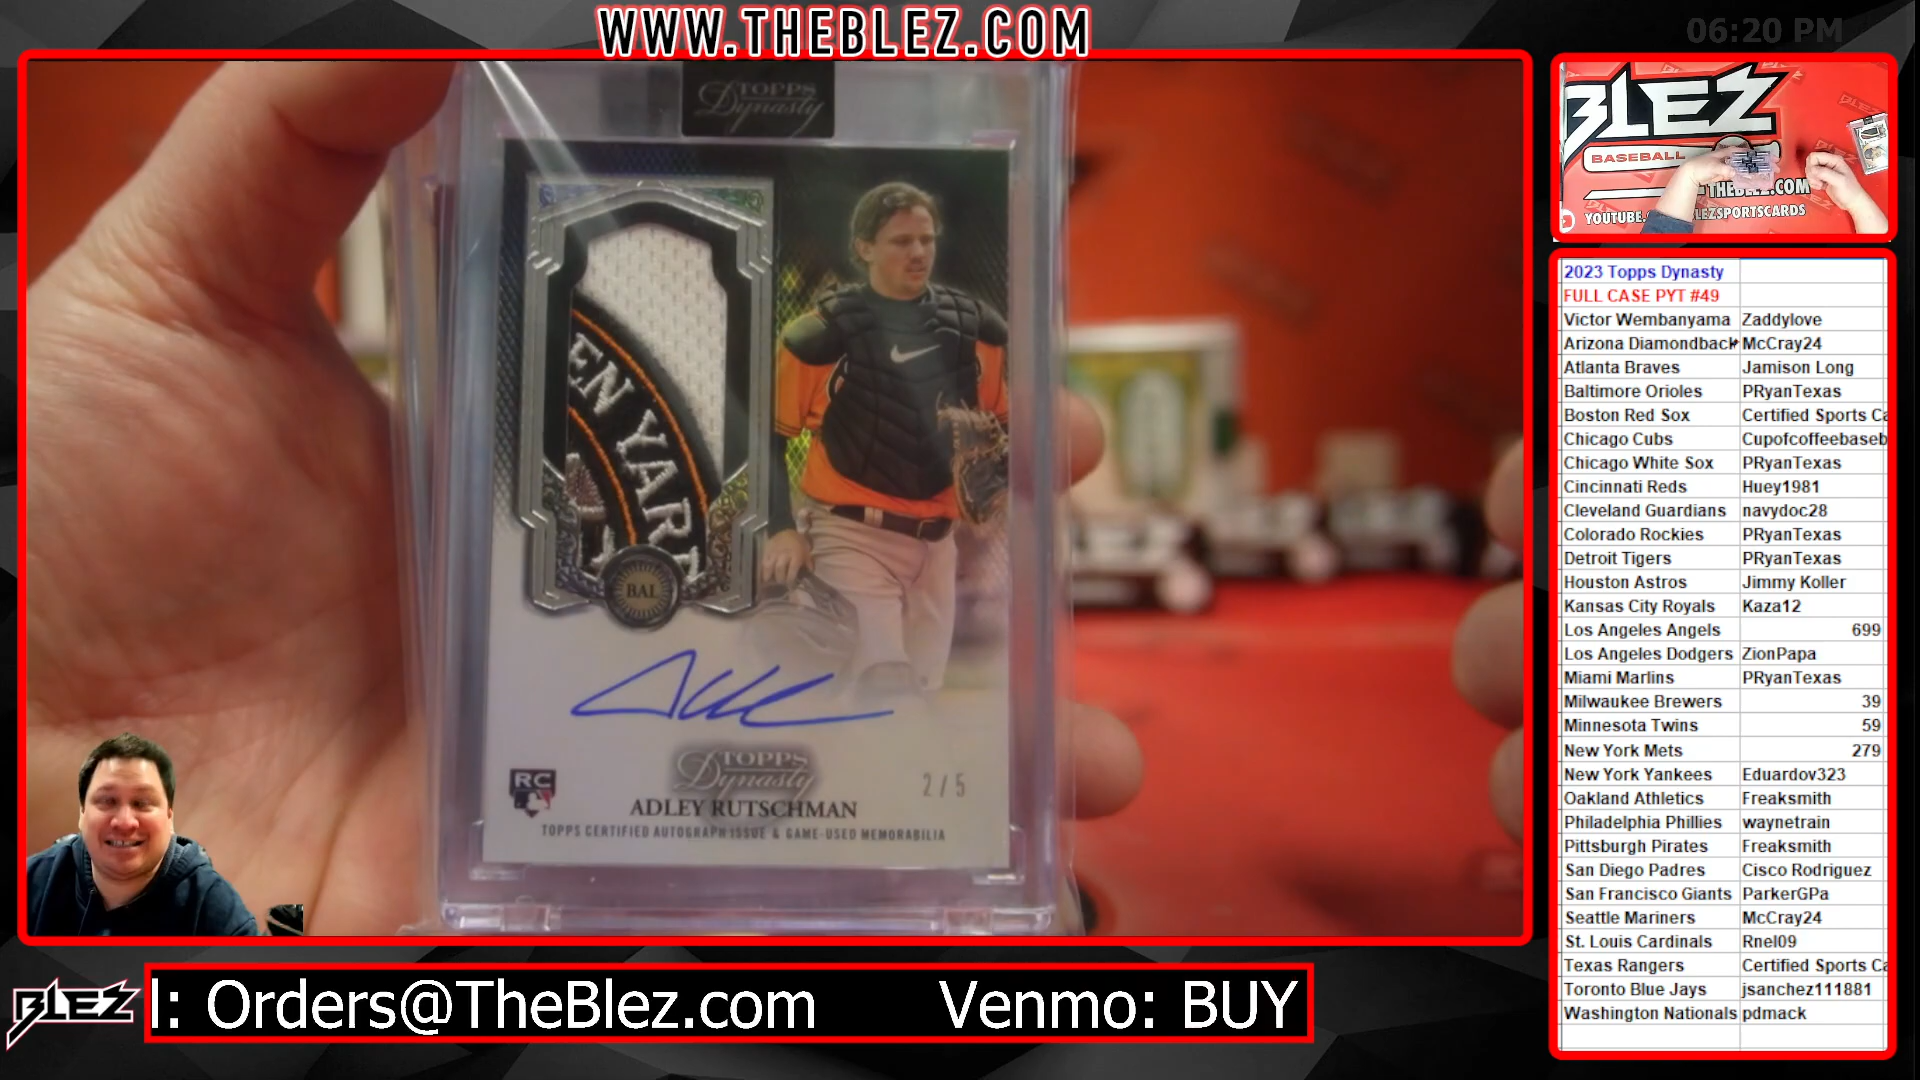 WWW.THEBLEZ.COM
06:20 PM
TOPPS
Dynasty
EN YARD
BAL
TOPPS
Dynasty
RC
2/5
ADLEY RUTSCHMAN
TOPPS CERTIFIED AUTOGRAPH ISSUE & GAME-USED MEMORABILIA
BLEZ
BASEBALL
THEBLEZ.COM
YOUTUBE.
LEZSPORTSCARDS
2023 Topps Dynasty
FULL CASE PYT #49
Victor Wembanyama Zaddylove
Arizona Diamondback McCray24
Atlanta Braves Jamison Long
Baltimore Orioles PRyanTexas
Boston Red Sox Certified Sports Ca
Chicago Cubs Cupofcoffeebaseb
Chicago White Sox PRyanTexas
Cincinnati Reds Huey1981
Cleveland Guardians navydoc28
Colorado Rockies PRyanTexas
Detroit Tigers PRyanTexas
Houston Astros Jimmy Koller
Kansas City Royals Kaza12
Los Angeles Angels 699
Los Angeles Dodgers ZionPapa
Miami Marlins PRyanTexas
Milwaukee Brewers 39
Minnesota Twins 59
New York Mets 279
New York Yankees Eduardov323
Oakland Athletics Freaksmith
Philadelphia Phillies waynetrain
Pittsburgh Pirates Freaksmith
San Diego Padres Cisco Rodriguez
San Francisco Giants ParkerGPa
Seattle Mariners McCray24
St. Louis Cardinals Rnel09
Texas Rangers Certified Sports Ca
Toronto Blue Jays jsanchez111881
Washington Nationals pdmack
BLEZ
l: Orders@TheBlez.com Venmo: BUY